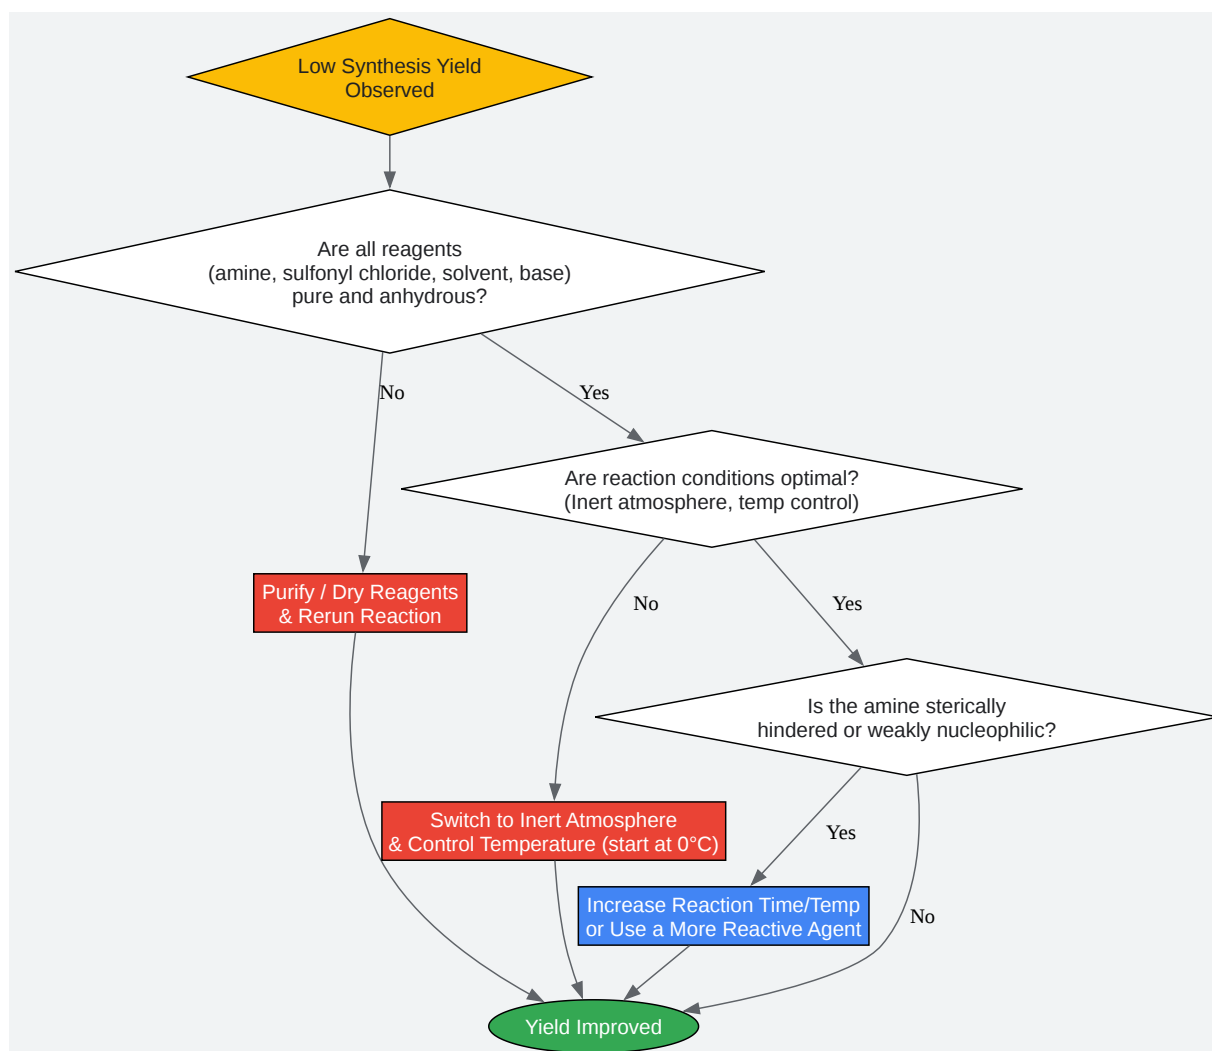 Low Synthesis Yield
Observed
Are all reagents
(amine, sulfonyl chloride, solvent, base)
pure and anhydrous?
No
Yes
Are reaction conditions optimal?
(Inert atmosphere, temp control)
Purify / Dry Reagents
& Rerun Reaction
No
Yes
Is the amine sterically
hindered or weakly nucleophilic?
Switch to Inert Atmosphere
& Control Temperature (start at 0°C)
Yes
Increase Reaction Time/Temp
or Use a More Reactive Agent
No
Yield Improved